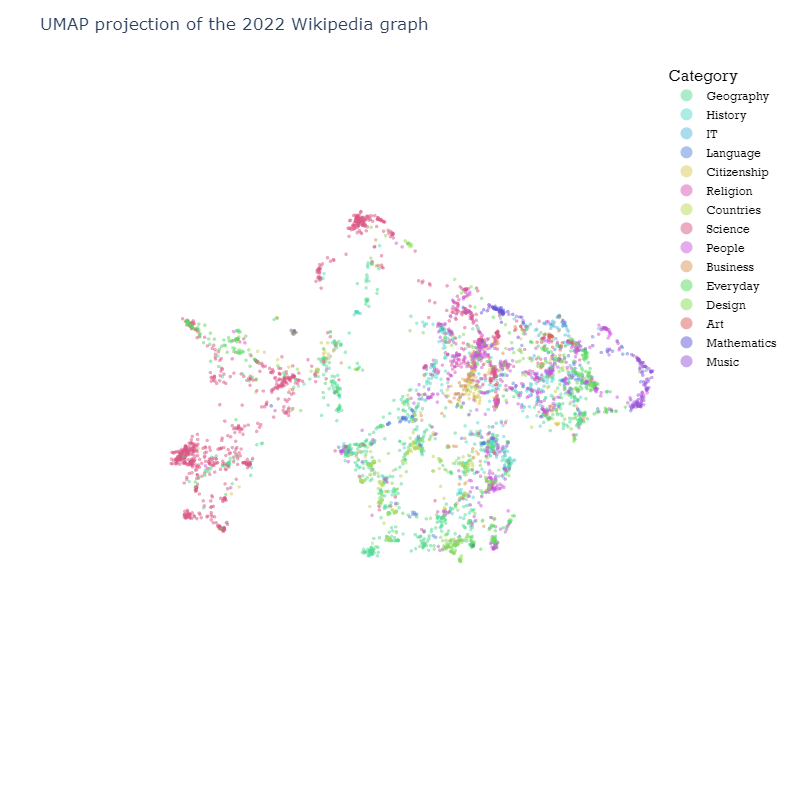 UMAP projection of the 2022 Wikipedia graph
Category
Geography
History
IT
Language
Citizenship
Religion
Countries
Science
People
Business
Everyday
Design
Art
Mathematics
Music